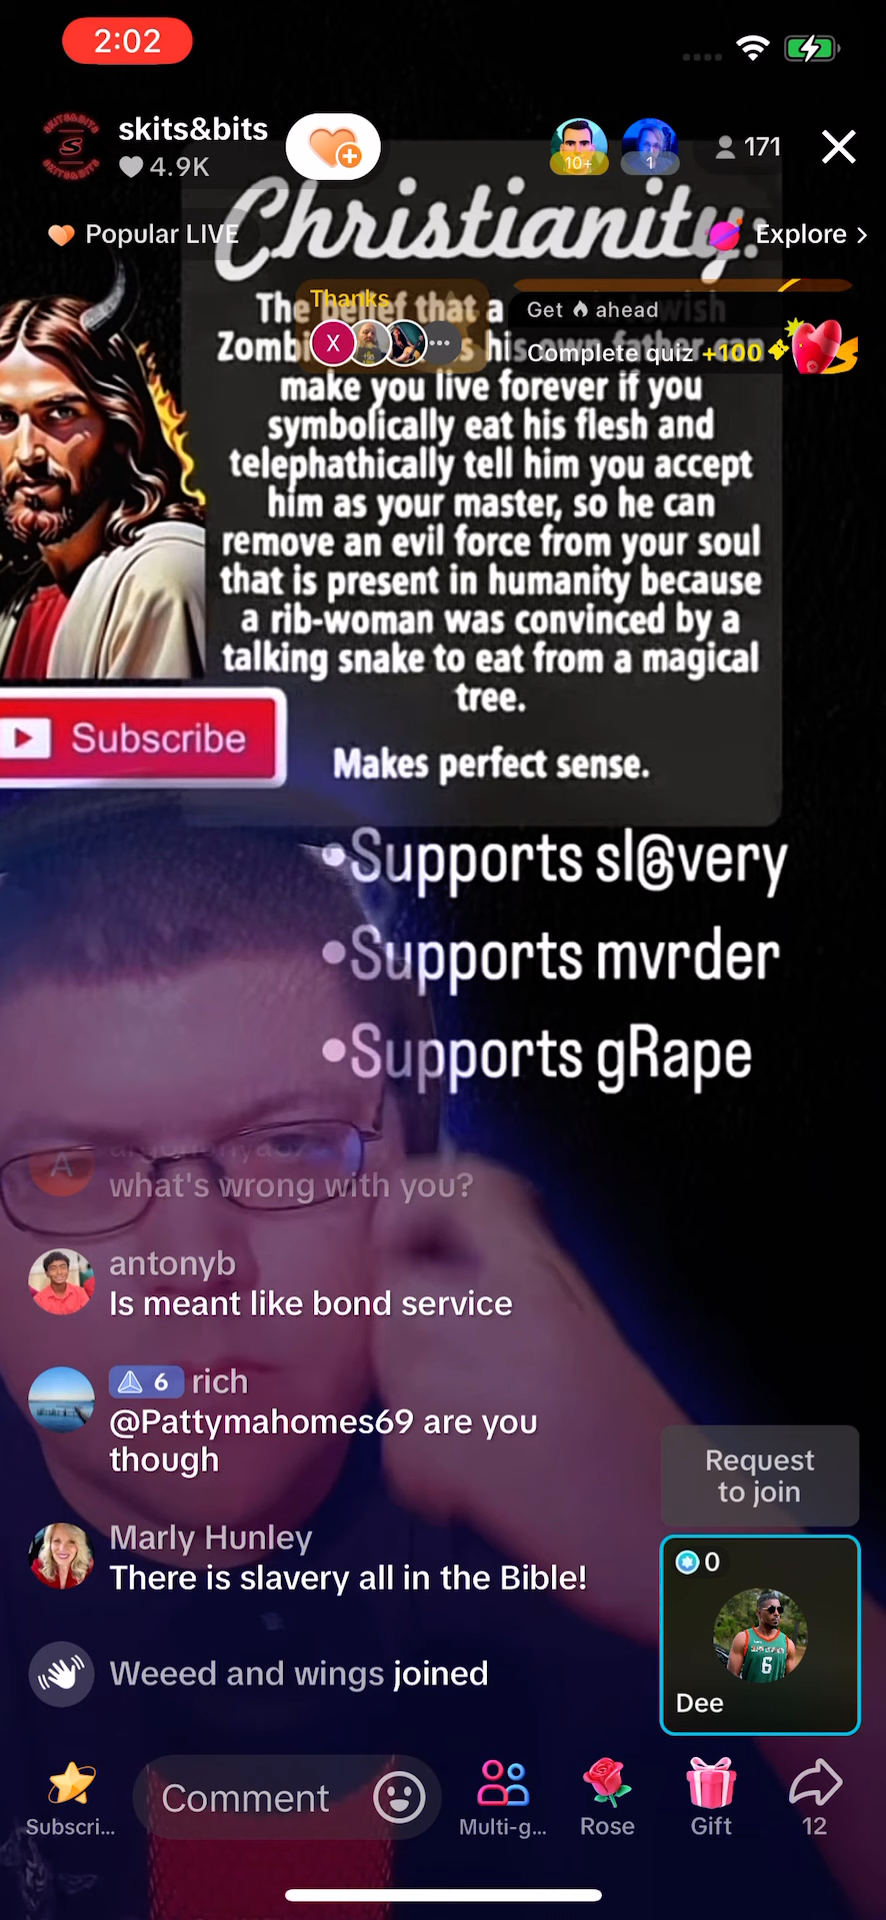 2:02
skits&bits
4.9K
10+
1
171
Popular LIVE
Explore >
Christianity:
Thanks
The belief that a
Get ahead
X
his
Complete quiz +100
make you live forever if you
symbolically eat his flesh and
telephathically tell him you accept
him as your master, so he can
remove an evil force from your soul
that is present in humanity because
a rib-woman was convinced by a
talking snake to eat from a magical
tree.
Subscribe
Makes perfect sense.
•Supports sl@very
•Supports mvrder
•Supports gRape
A
what's wrong with you?
antonyb
Is meant like bond service
6 rich
@Pattymahomes69 are you
though
Request
to join
Marly Hunley
There is slavery all in the Bible!
0
6
Weeed and wings joined
Dee
Comment
Subscri...
Multi-g...
Rose
Gift
12